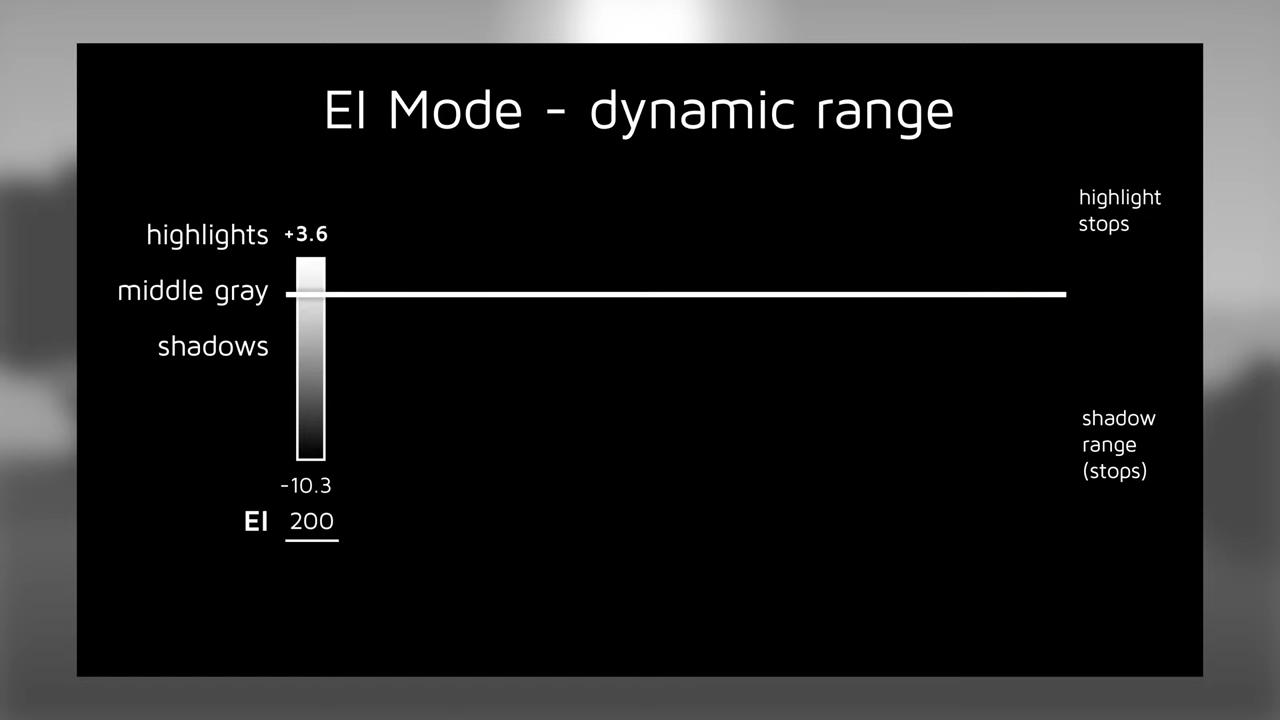 EI Mode - dynamic range
highlight
stops
highlights +3.6
middle gray
shadows
shadow
range
(stops)
-10.3
EI 200